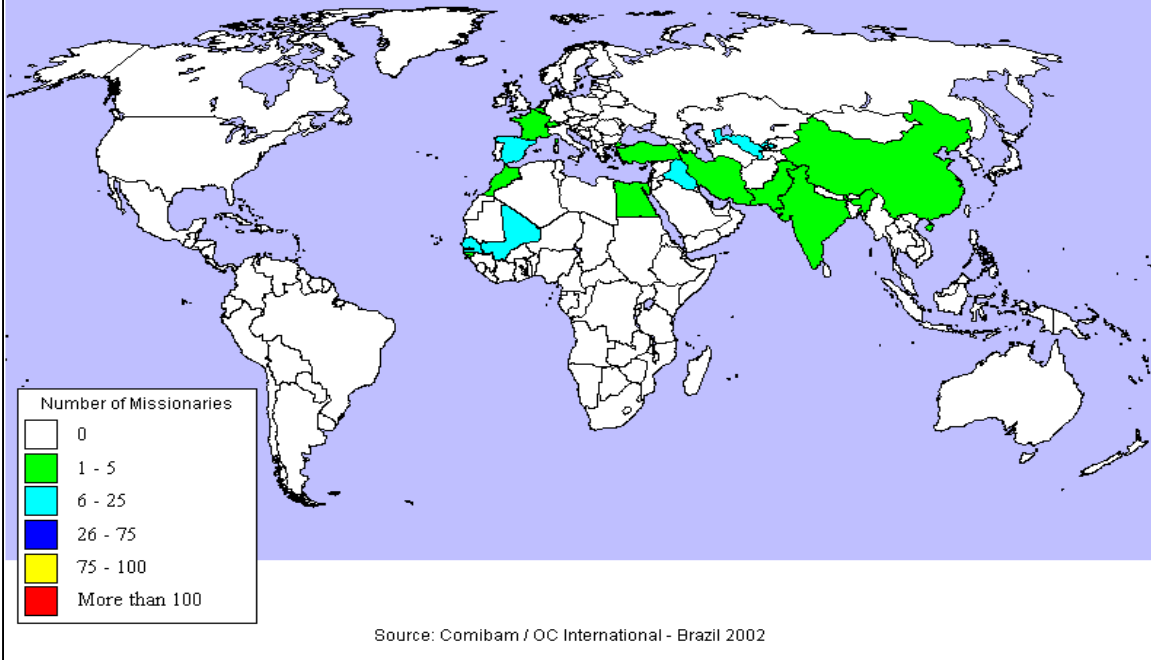 Number of Missionaries
0
1 - 5
6 - 25
26 - 75
75 - 100
More than 100
Source: Comibam / OC International - Brazil 2002